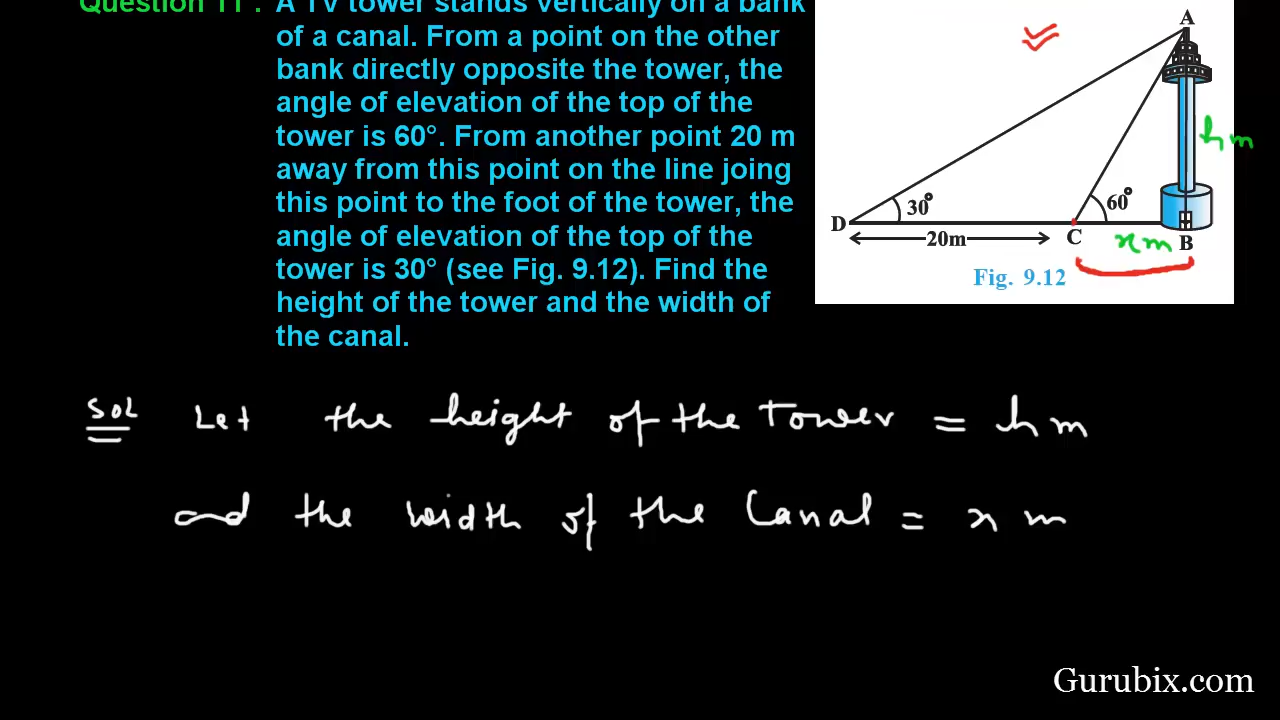 Question 11 : A TV tower stands vertically on a bank
of a canal. From a point on the other
bank directly opposite the tower, the
angle of elevation of the top of the
tower is 60°. From another point 20 m
away from this point on the line joing
this point to the foot of the tower, the
angle of elevation of the top of the
tower is 30° (see Fig. 9.12). Find the
height of the tower and the width of
the canal.
A
h m
30°
60°
D
20m
C
x m
B
Fig. 9.12
Sol Let the height of the Tower = h m
and the width of the Canal = x m
Gurubix.com